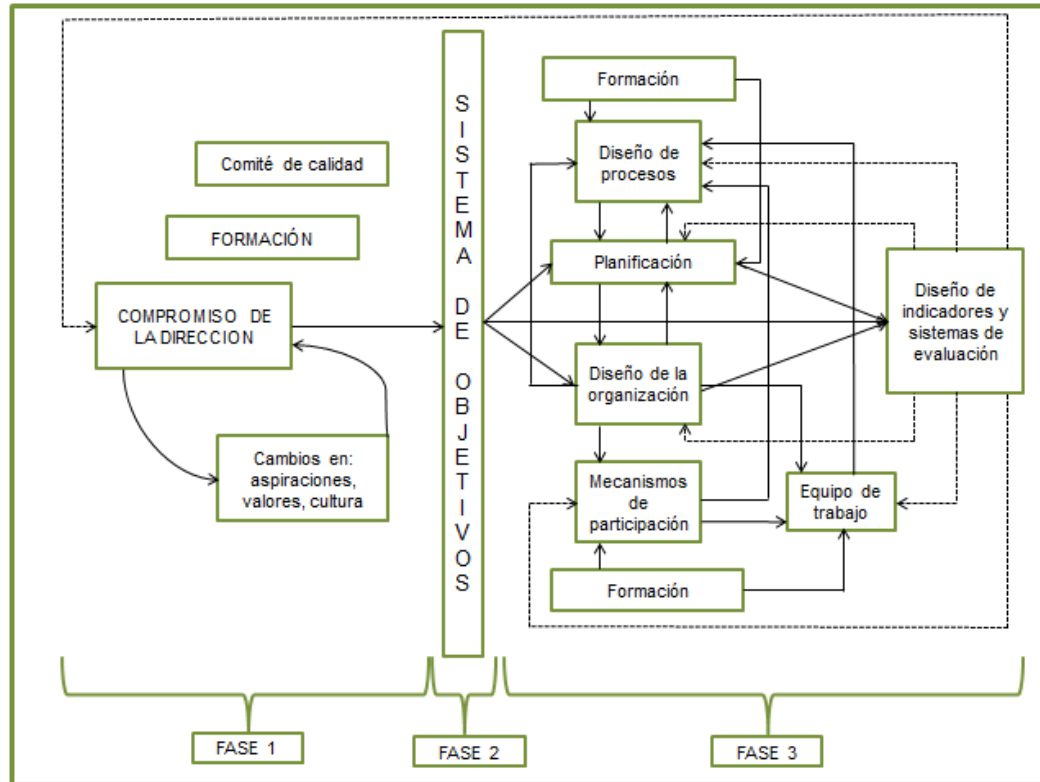 Comité de calidad
FORMACIÓN
COMPROMISO DE
LA DIRECCION
Cambios en:
aspiraciones,
valores, cultura
SISTEMA DE OBJETIVOS
Formación
Diseño de
procesos
Planificación
Diseño de la
organización
Mecanismos
de
participación
Formación
Equipo de
trabajo
Diseño de
indicadores y
sistemas de
evaluación
FASE 1
FASE 2
FASE 3